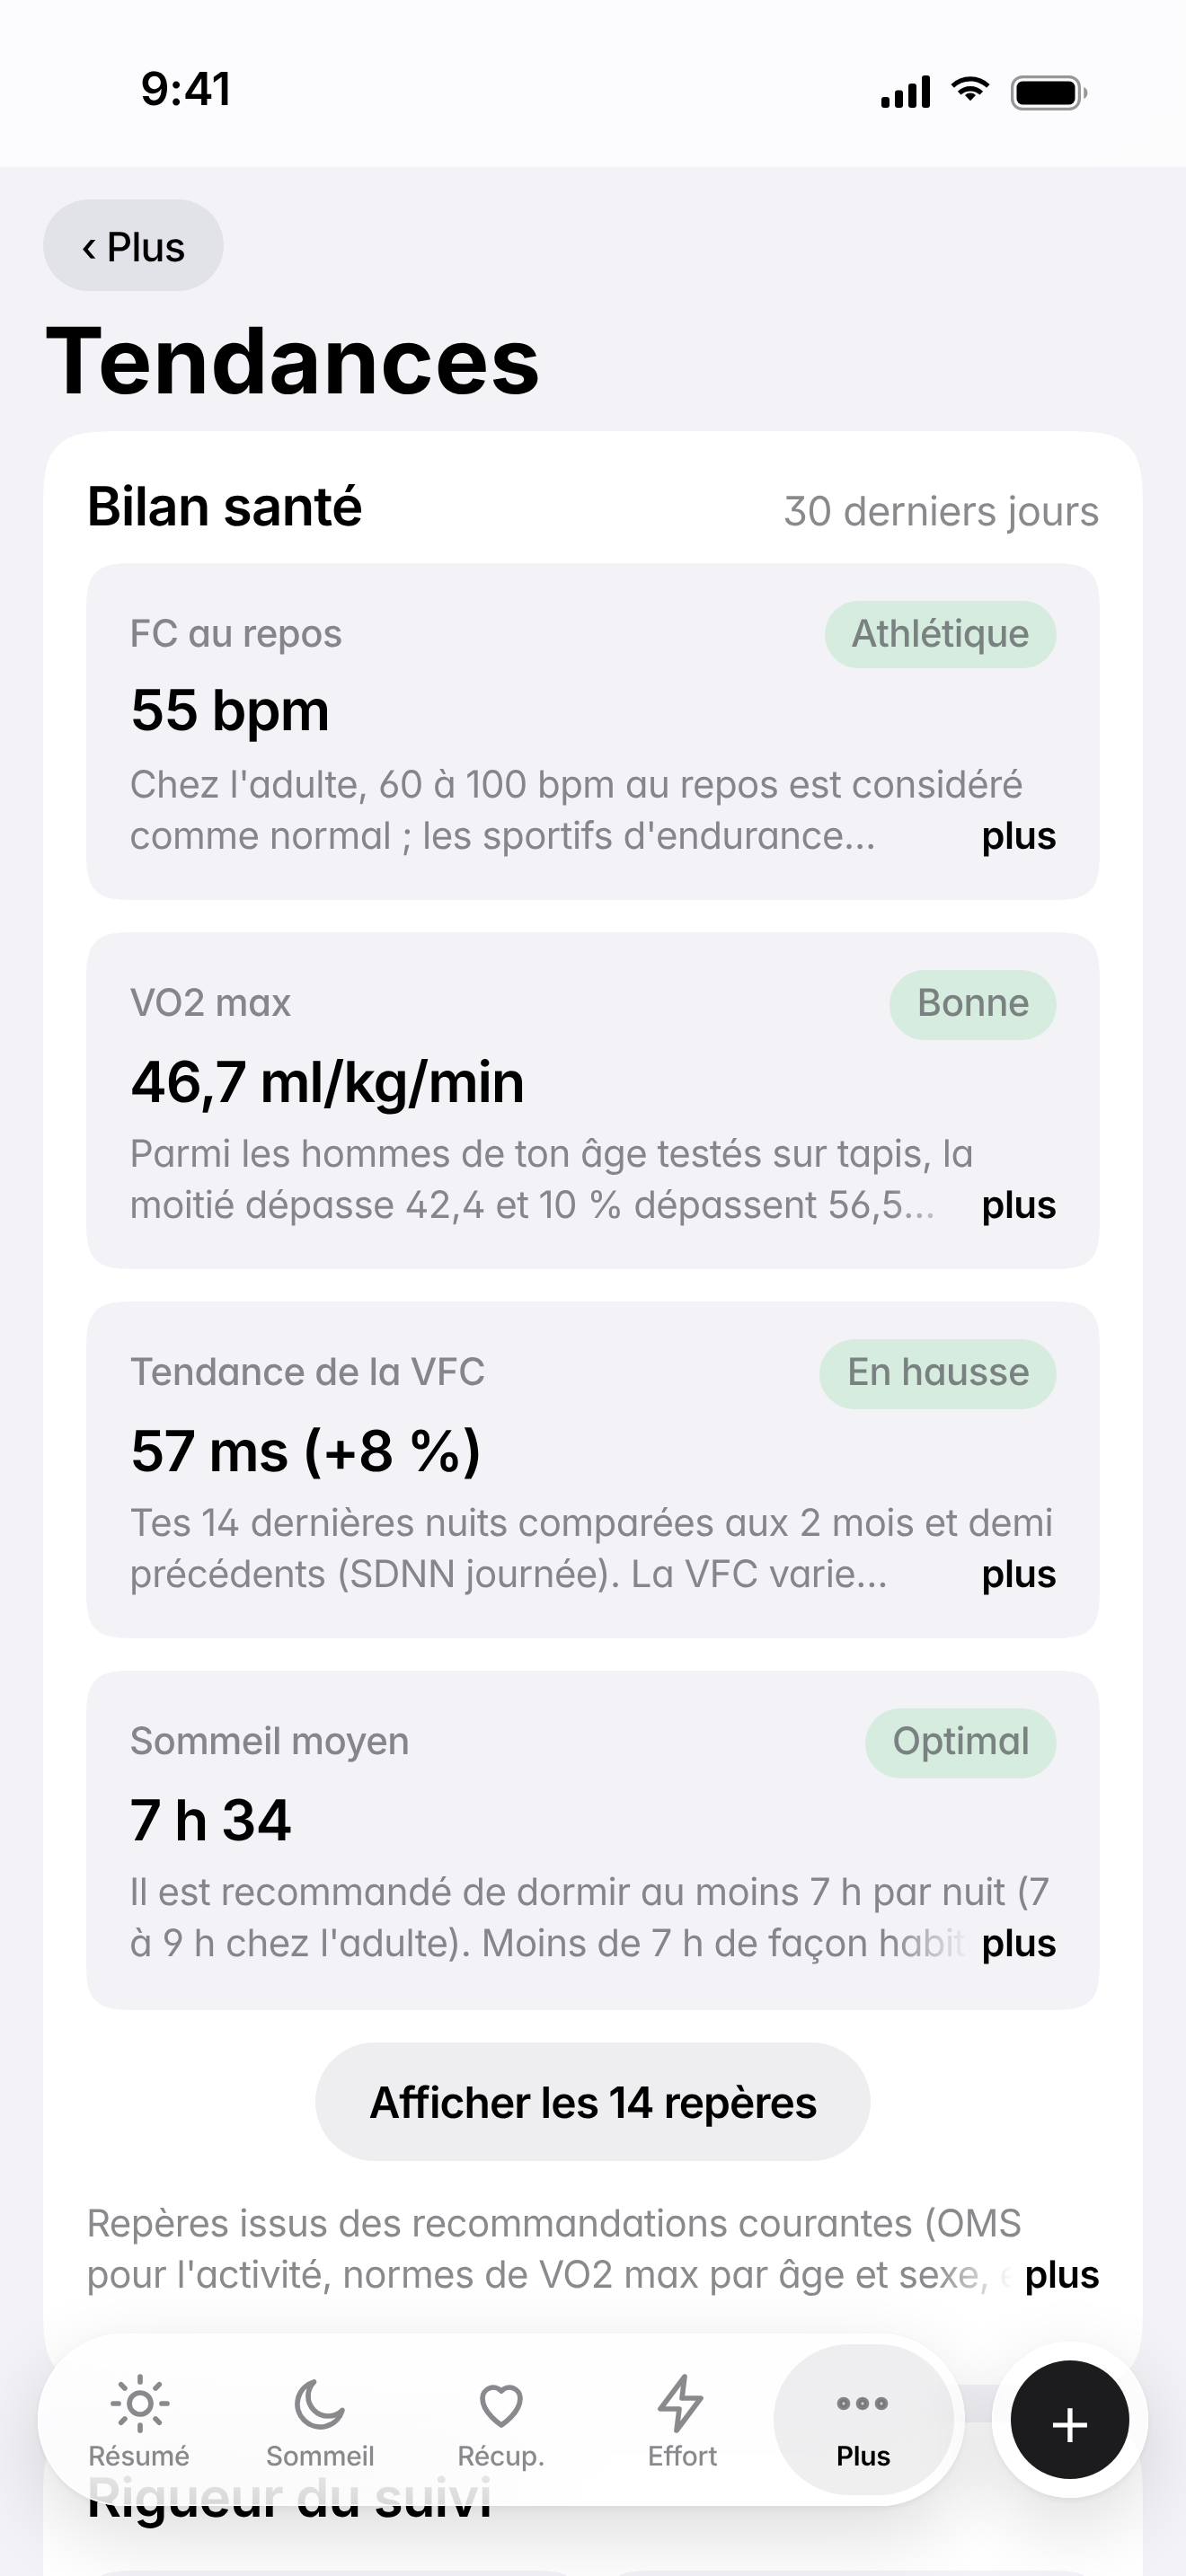 9:41
‹ Plus
Tendances
Bilan santé
30 derniers jours
FC au repos
Athlétique
55 bpm
Chez l'adulte, 60 à 100 bpm au repos est considéré
comme normal ; les sportifs d'endurance... plus
VO2 max
Bonne
46,7 ml/kg/min
Parmi les hommes de ton âge testés sur tapis, la
moitié dépasse 42,4 et 10 % dépassent 56,5... plus
Tendance de la VFC
En hausse
57 ms (+8 %)
Tes 14 dernières nuits comparées aux 2 mois et demi
précédents (SDNN journée). La VFC varie... plus
Sommeil moyen
Optimal
7 h 34
Il est recommandé de dormir au moins 7 h par nuit (7
à 9 h chez l'adulte). Moins de 7 h de façon habit plus
Afficher les 14 repères
Repères issus des recommandations courantes (OMS
pour l'activité, normes de VO2 max par âge et sexe, plus
Résumé
Sommeil
Récup.
Effort
Plus
+
Rigueur du suivi